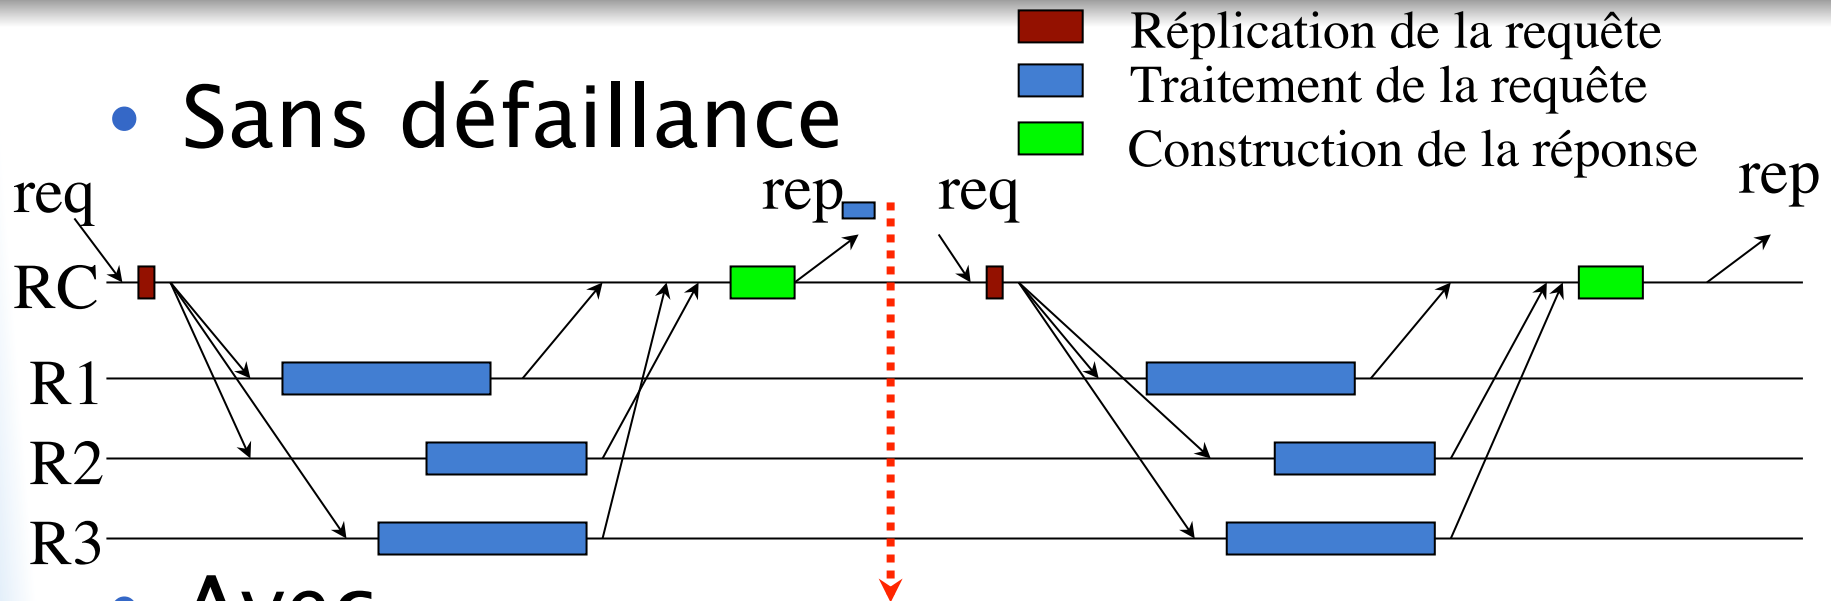 Réplication de la requête
Traitement de la requête
Construction de la réponse
• Sans défaillance
req
rep
req
rep
RC
R1
R2
R3
• Avec